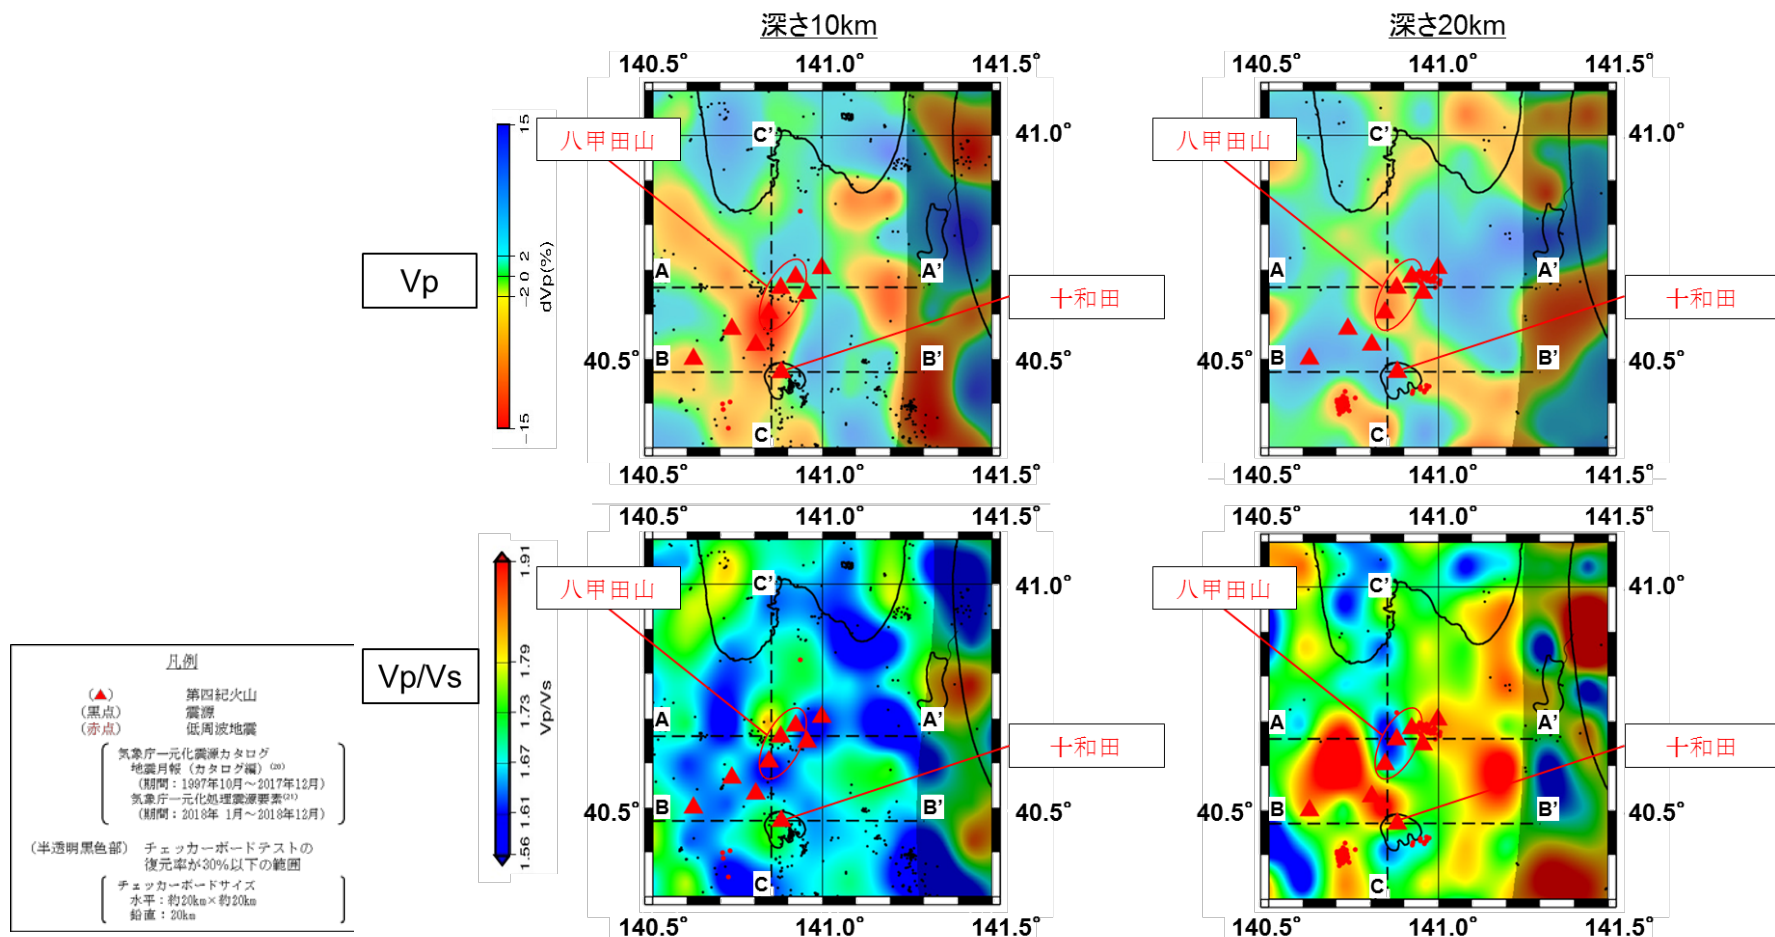 深さ10km
深さ20km
140.5° 141.0° 141.5°
140.5° 141.0° 141.5°
Vp
15
2
0
−2
−15
dVp(%)
八甲田山
C'
41.0°
A
A'
十和田
40.5°
B
B'
C
140.5° 141.0° 141.5°
八甲田山
C'
41.0°
A
A'
十和田
40.5°
B
B'
C
140.5° 141.0° 141.5°
140.5° 141.0° 141.5°
140.5° 141.0° 141.5°
Vp/Vs
1.91
1.79
1.73
1.67
1.61
1.56
Vp/Vs
八甲田山
C'
41.0°
A
A'
十和田
40.5°
B
B'
C
140.5° 141.0° 141.5°
八甲田山
C'
41.0°
A
A'
十和田
40.5°
B
B'
C
140.5° 141.0° 141.5°
凡例
(▲) 第四紀火山
(黒点) 震源
(赤点) 低周波地震
気象庁一元化震源カタログ
地震月報(カタログ編)(20)
(期間:1997年10月~2017年12月)
気象庁一元化処理震源要素(21)
(期間:2018年 1月~2018年12月)
(半透明黒色部) チェッカーボードテストの
復元率が30%以下の範囲
チェッカーボードサイズ
水平:約20km×約20km
鉛直:20km